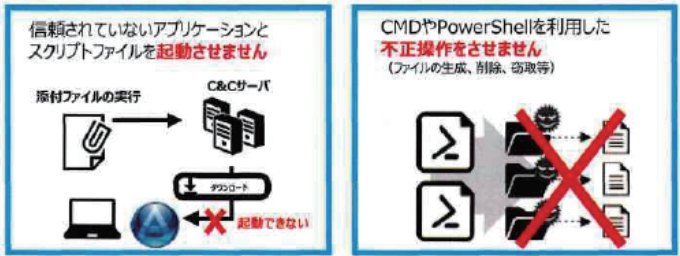 信頼されていないアプリケーションと
スクリプトファイルを起動させません
添付ファイルの実行
C&Cサーバ
ダウンロード
起動できない
CMDやPowerShellを利用した
不正操作をさせません
（ファイルの生成、削除、窃取等）